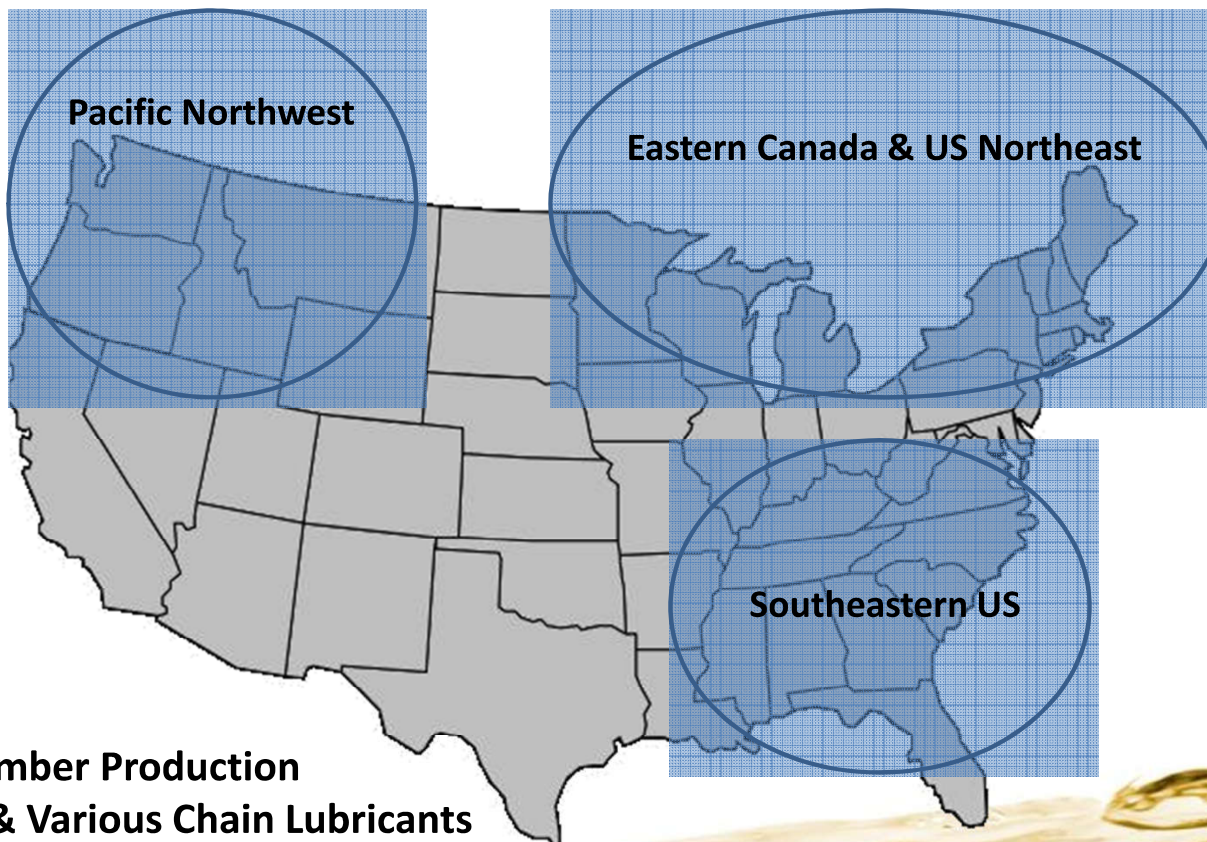 Pacific Northwest
Eastern Canada & US Northeast
Southeastern US
mber Production
& Various Chain Lubricants